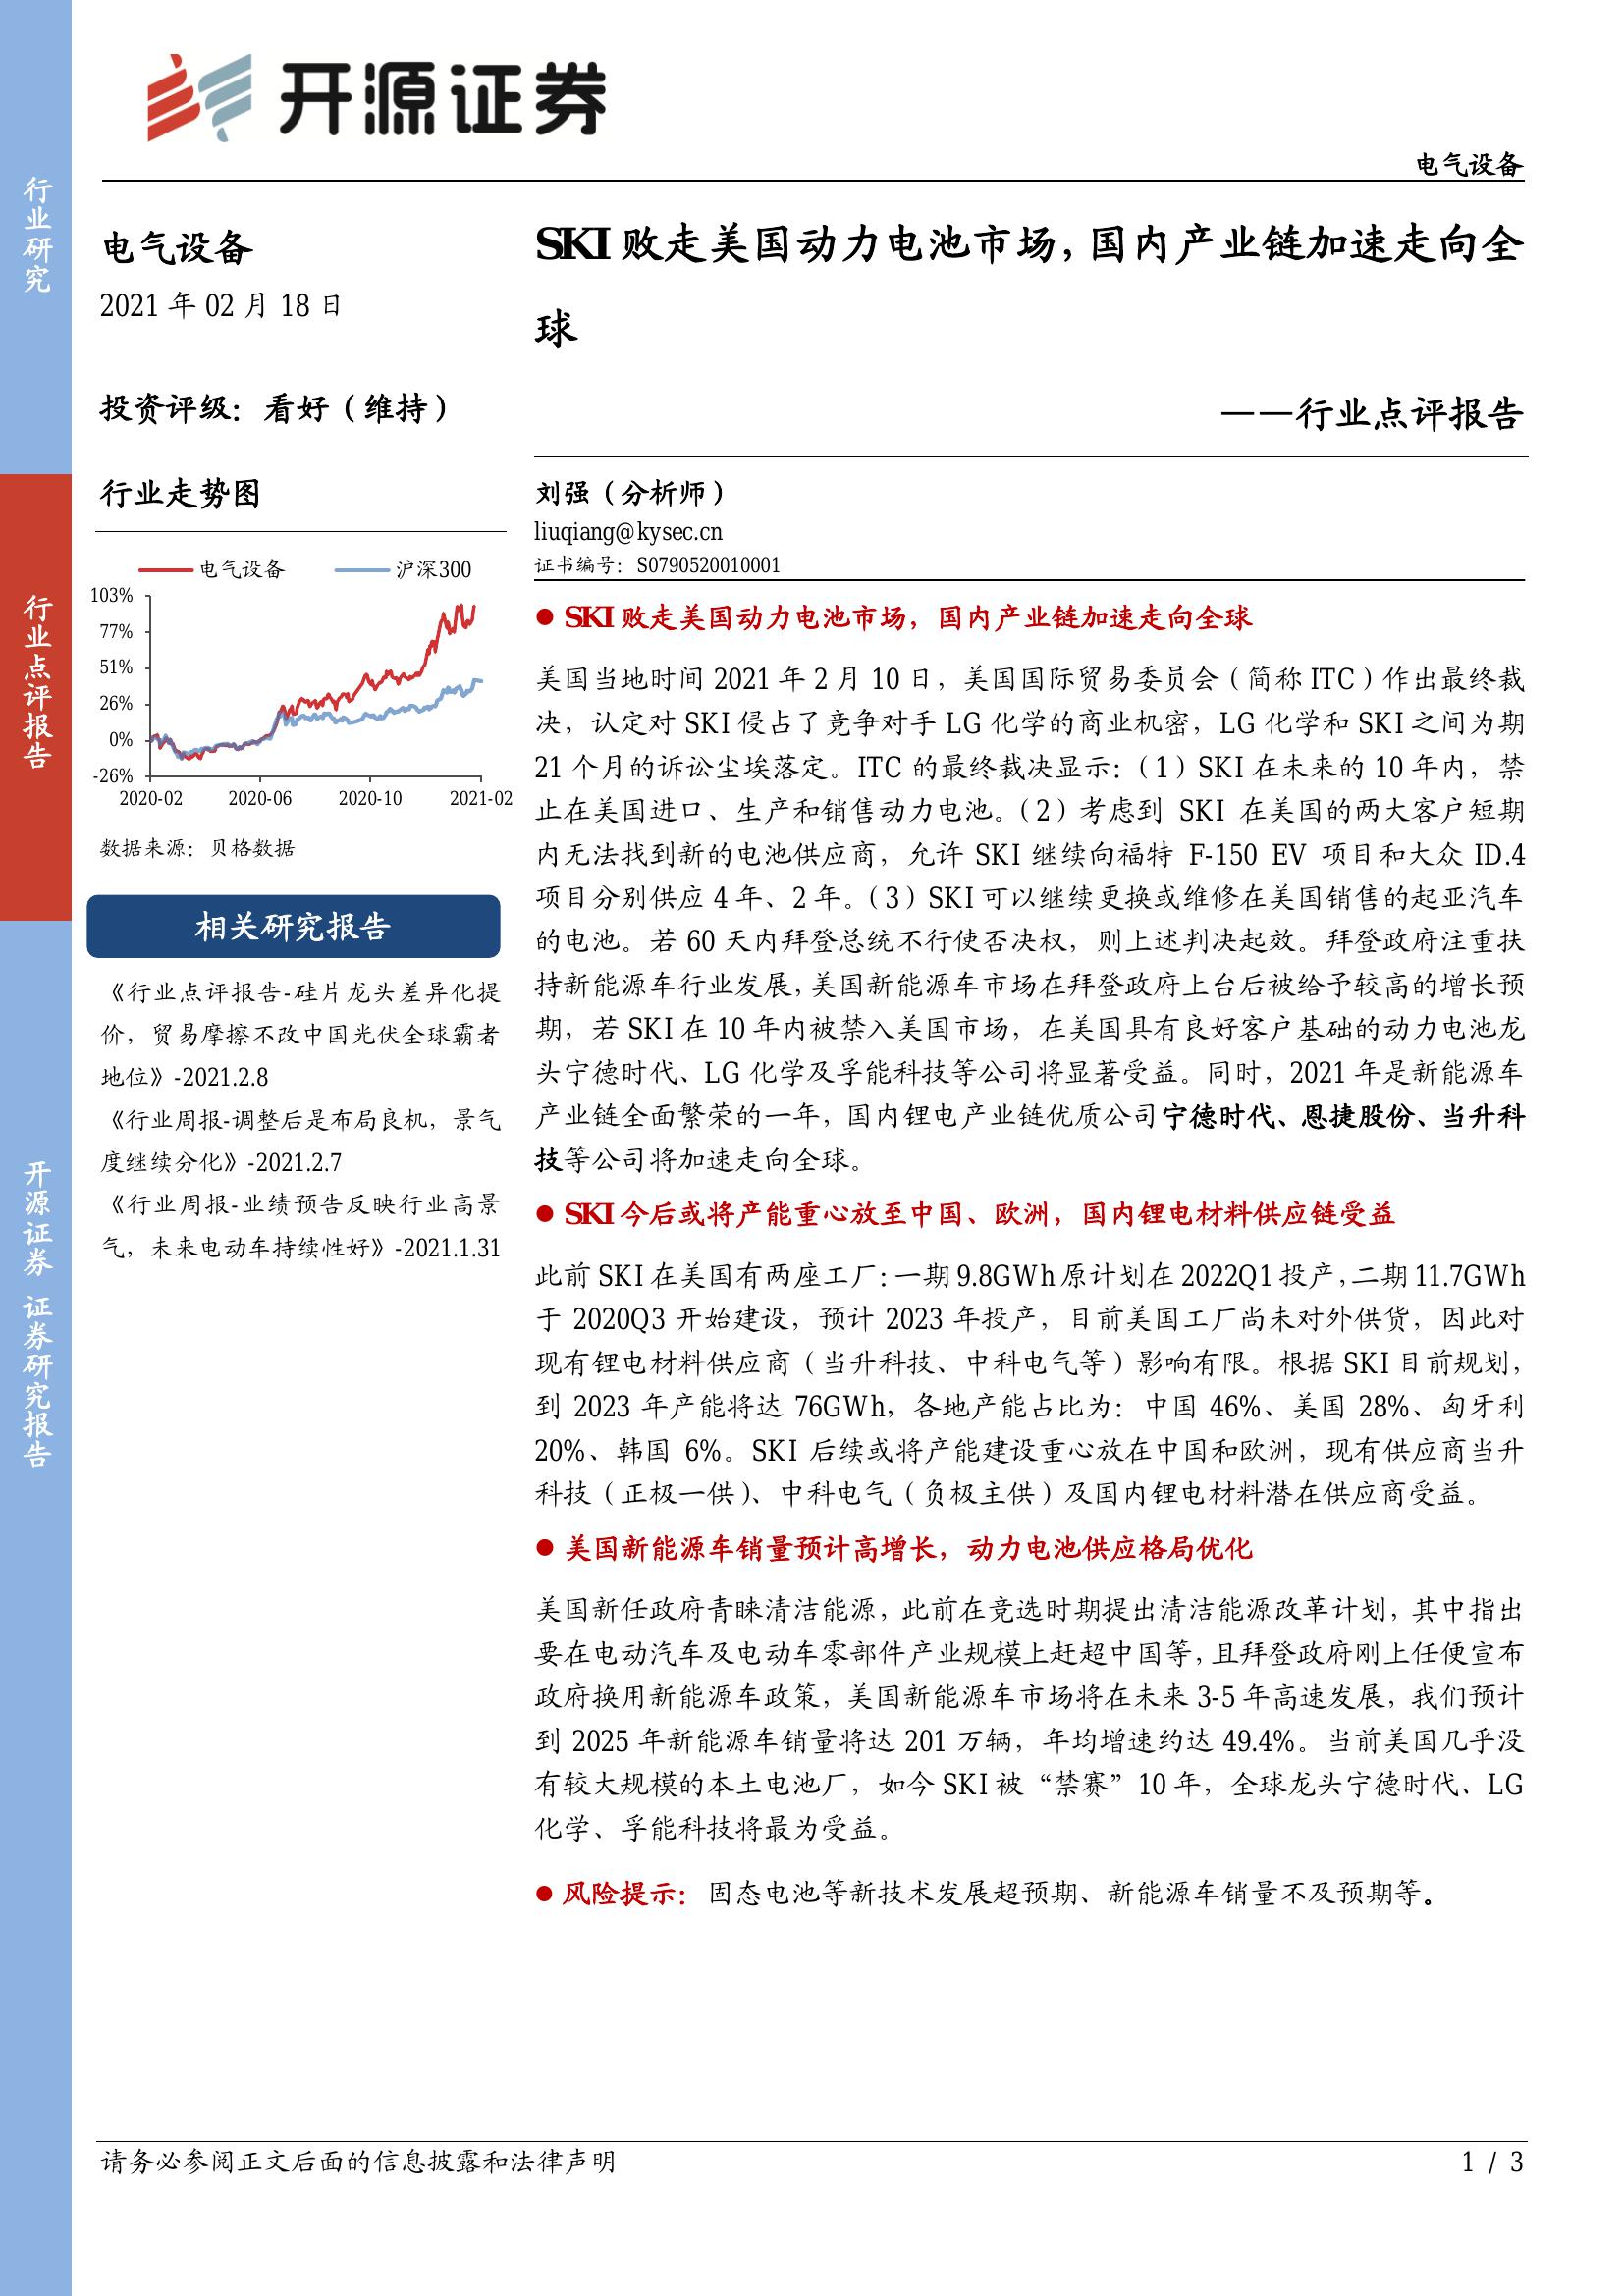 开源证券
电气设备
行业研究
行业点评报告
开源证券 证券研究报告
电气设备
2021 年 02 月 18 日
投资评级：看好（维持）
行业走势图
电气设备 沪深300
103%
77%
51%
26%
0%
-26%
2020-02 2020-06 2020-10 2021-02
数据来源：贝格数据
相关研究报告
《行业点评报告-硅片龙头差异化提
价，贸易摩擦不改中国光伏全球霸者
地位》-2021.2.8
《行业周报-调整后是布局良机，景气
度继续分化》-2021.2.7
《行业周报-业绩预告反映行业高景
气，未来电动车持续性好》-2021.1.31
SKI 败走美国动力电池市场，国内产业链加速走向全
球
——行业点评报告
刘强（分析师）
liuqiang@kysec.cn
证书编号：S0790520010001
● SKI 败走美国动力电池市场，国内产业链加速走向全球
美国当地时间 2021 年 2 月 10 日，美国国际贸易委员会（简称 ITC）作出最终裁
决，认定对 SKI 侵占了竞争对手 LG 化学的商业机密，LG 化学和 SKI 之间为期
21 个月的诉讼尘埃落定。ITC 的最终裁决显示：（1）SKI 在未来的 10 年内，禁
止在美国进口、生产和销售动力电池。（2）考虑到 SKI 在美国的两大客户短期
内无法找到新的电池供应商，允许 SKI 继续向福特 F-150 EV 项目和大众 ID.4
项目分别供应 4 年、2 年。（3）SKI 可以继续更换或维修在美国销售的起亚汽车
的电池。若 60 天内拜登总统不行使否决权，则上述判决起效。拜登政府注重扶
持新能源车行业发展，美国新能源车市场在拜登政府上台后被给予较高的增长预
期，若 SKI 在 10 年内被禁入美国市场，在美国具有良好客户基础的动力电池龙
头宁德时代、LG 化学及孚能科技等公司将显著受益。同时，2021 年是新能源车
产业链全面繁荣的一年，国内锂电产业链优质公司宁德时代、恩捷股份、当升科
技等公司将加速走向全球。
● SKI 今后或将产能重心放至中国、欧洲，国内锂电材料供应链受益
此前 SKI 在美国有两座工厂：一期 9.8GWh 原计划在 2022Q1 投产，二期 11.7GWh
于 2020Q3 开始建设，预计 2023 年投产，目前美国工厂尚未对外供货，因此对
现有锂电材料供应商（当升科技、中科电气等）影响有限。根据 SKI 目前规划，
到 2023 年产能将达 76GWh，各地产能占比为：中国 46%、美国 28%、匈牙利
20%、韩国 6%。SKI 后续或将产能建设重心放在中国和欧洲，现有供应商当升
科技（正极一供）、中科电气（负极主供）及国内锂电材料潜在供应商受益。
● 美国新能源车销量预计高增长，动力电池供应格局优化
美国新任政府青睐清洁能源，此前在竞选时期提出清洁能源改革计划，其中指出
要在电动汽车及电动车零部件产业规模上赶超中国等，且拜登政府刚上任便宣布
政府换用新能源车政策，美国新能源车市场将在未来 3-5 年高速发展，我们预计
到 2025 年新能源车销量将达 201 万辆，年均增速约达 49.4%。当前美国几乎没
有较大规模的本土电池厂，如今 SKI 被“禁赛”10 年，全球龙头宁德时代、LG
化学、孚能科技将最为受益。
● 风险提示：固态电池等新技术发展超预期、新能源车销量不及预期等。
请务必参阅正文后面的信息披露和法律声明
1 / 3